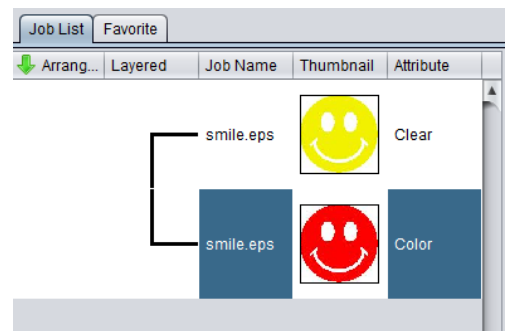 Job List Favorite
Arrang... Layered Job Name Thumbnail Attribute
smile.eps Clear
smile.eps Color